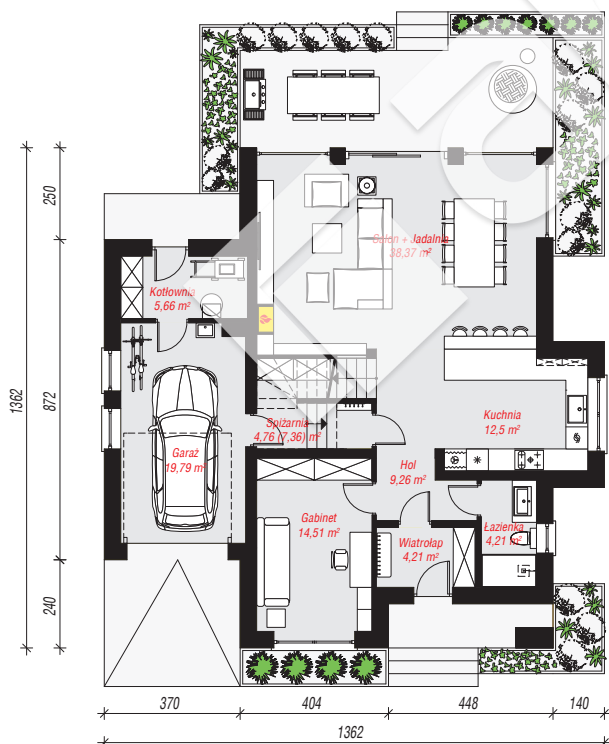 250
Salon + Jadalnia
38,37 m²
Kotłownia
5,66 m²
1362
872
Kuchnia
12,5 m²
Spiżarnia
4,76 (7,36) m²
Garaż
19,79 m²
Hol
9,26 m²
Gabinet
14,51 m²
Łazienka
4,21 m²
Wiatrołap
4,21 m²
240
370
404
448
140
1362